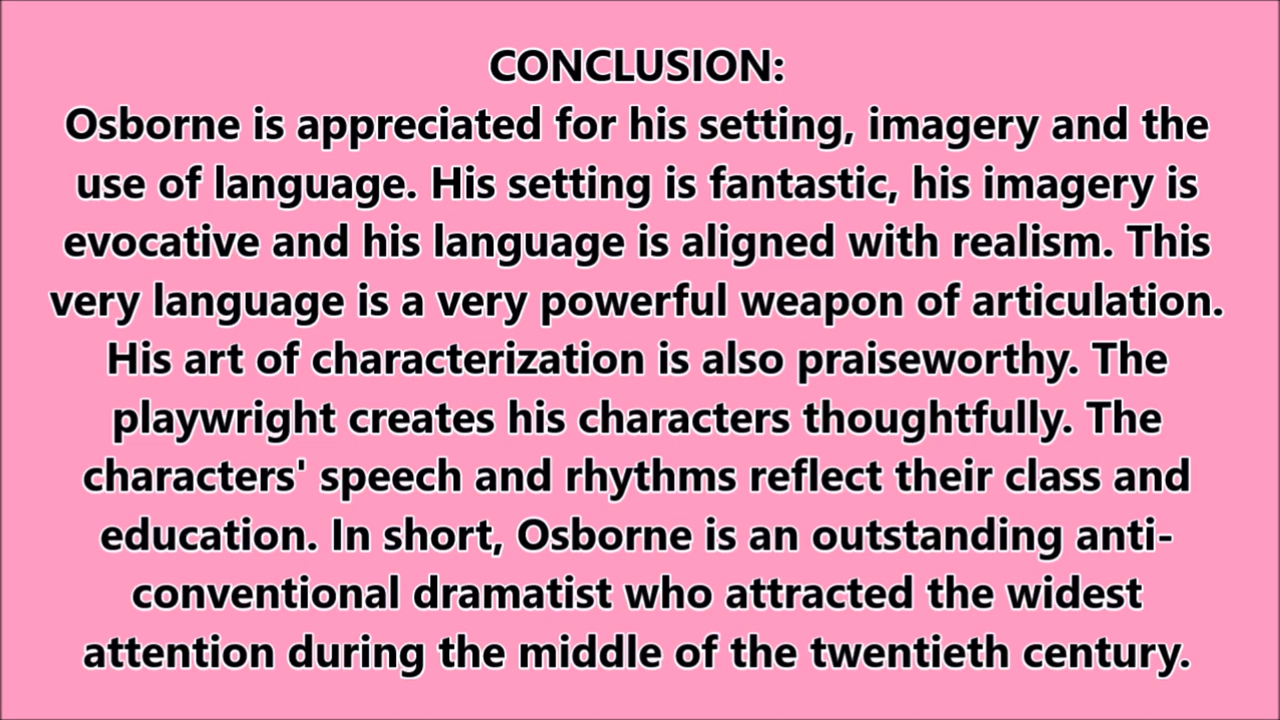 CONCLUSION:
Osborne is appreciated for his setting, imagery and the
use of language. His setting is fantastic, his imagery is
evocative and his language is aligned with realism. This
very language is a very powerful weapon of articulation.
His art of characterization is also praiseworthy. The
playwright creates his characters thoughtfully. The
characters' speech and rhythms reflect their class and
education. In short, Osborne is an outstanding anti-
conventional dramatist who attracted the widest
attention during the middle of the twentieth century.